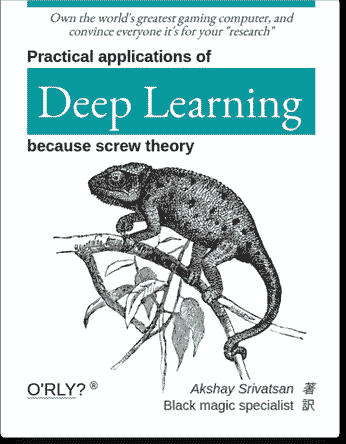 Own the world's greatest gaming computer, and
convince everyone it's for your "research"
Practical applications of
Deep Learning
because screw theory
O'RLY? ®
Akshay Srivatsan 著
Black magic specialist 訳